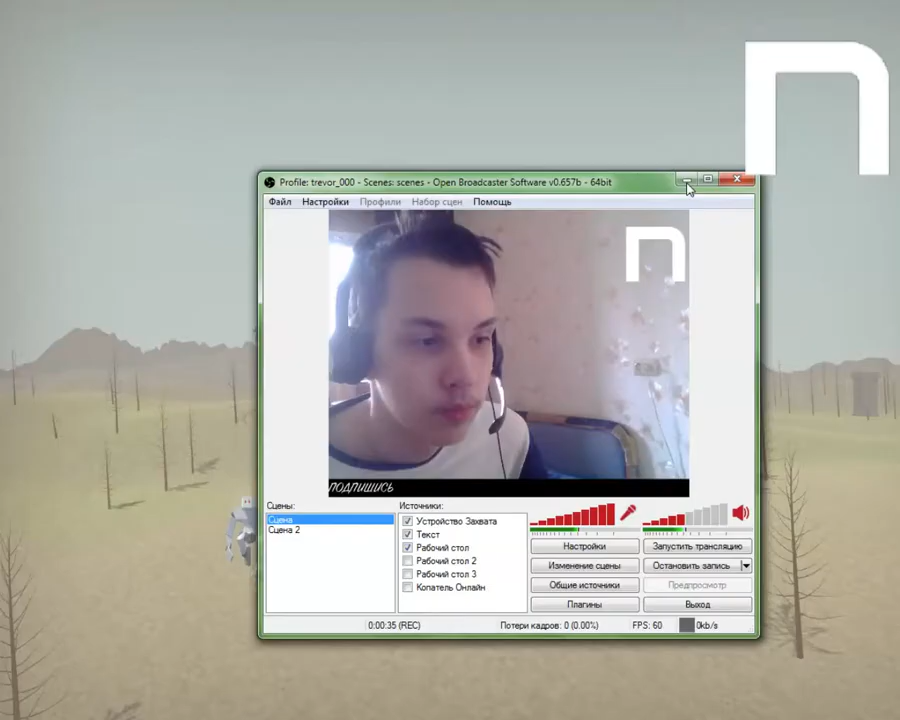 Profile: trevor_000 - Scenes: scenes - Open Broadcaster Software v0.657b - 64bit
Файл Настройки Профили Набор сцен Помощь
п
п
ПОДПИШИСЬ
Сцены:
Сцена
Сцена 2
Источники:
Устройство Захвата
Текст
Рабочий стол
Рабочий стол 2
Рабочий стол 3
Копатель Онлайн
Настройки
Запустить трансляцию
Изменение сцены
Остановить запись
Общие источники
Предпросмотр
Плагины
Выход
0:00:35 (REC) Потери кадров: 0 (0.00%) FPS: 60 0kb/s